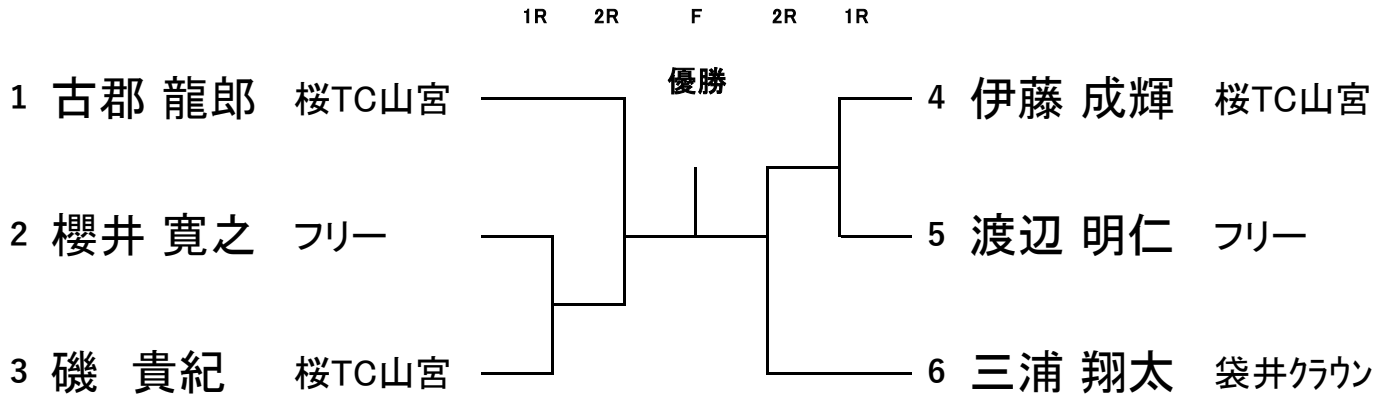 1R 2R F 2R 1R
優勝
1 古郡 龍郎 桜TC山宮 4 伊藤 成輝 桜TC山宮
2 櫻井 寛之 フリー 5 渡辺 明仁 フリー
3 磯 貴紀 桜TC山宮 6 三浦 翔太 袋井クラウン